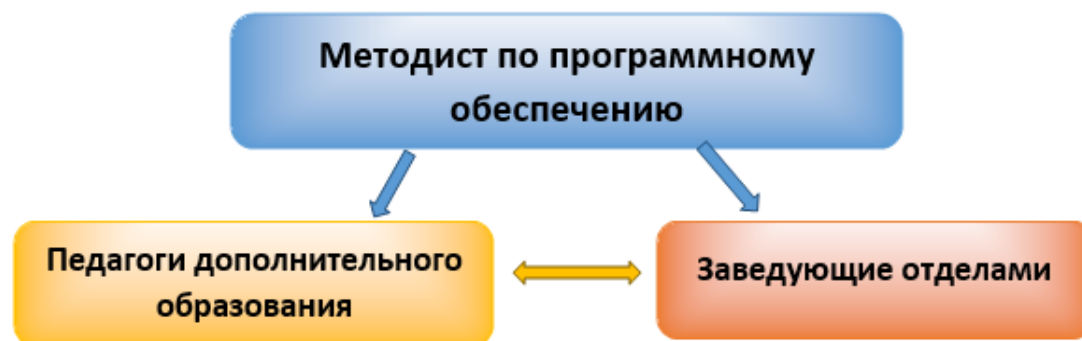 Методист по программному
обеспечению
Педагоги дополнительного
образования
Заведующие отделами